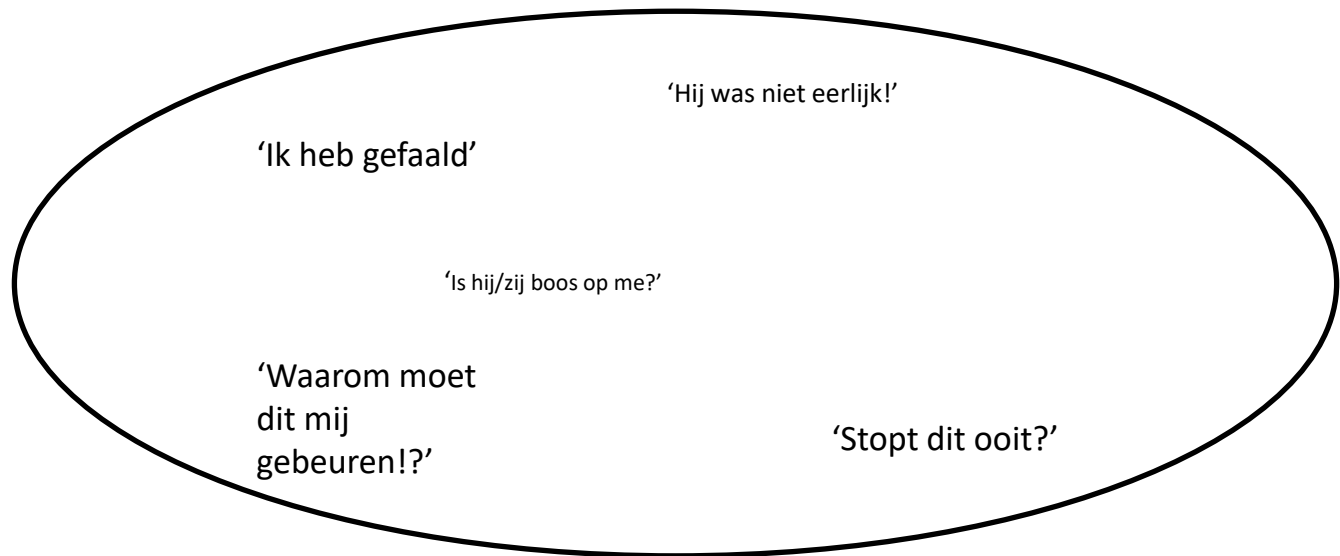 ‘Hij was niet eerlijk!’
‘Ik heb gefaald’
‘Is hij/zij boos op me?’
‘Waarom moet
dit mij
gebeuren!?’
‘Stopt dit ooit?’